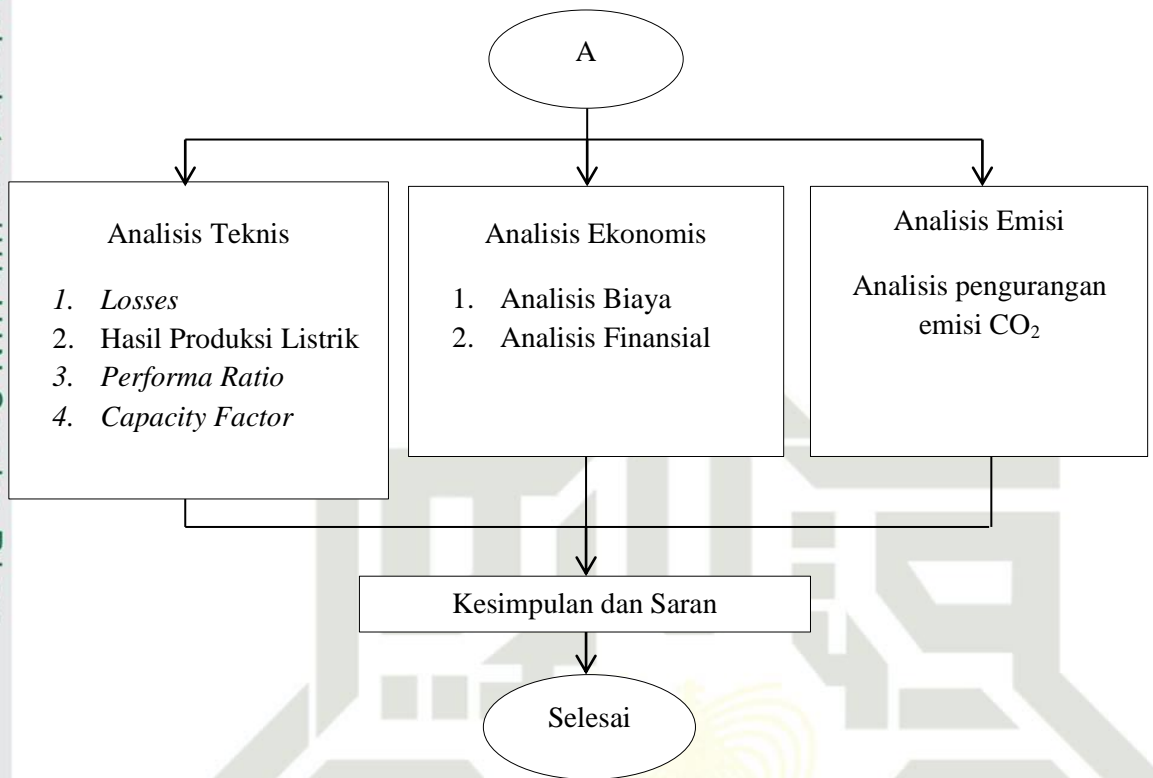 A
Analisis Teknis
1. Losses
2. Hasil Produksi Listrik
3. Performa Ratio
4. Capacity Factor
Analisis Ekonomis
1. Analisis Biaya
2. Analisis Finansial
Analisis Emisi
Analisis pengurangan
emisi CO₂
Kesimpulan dan Saran
Selesai